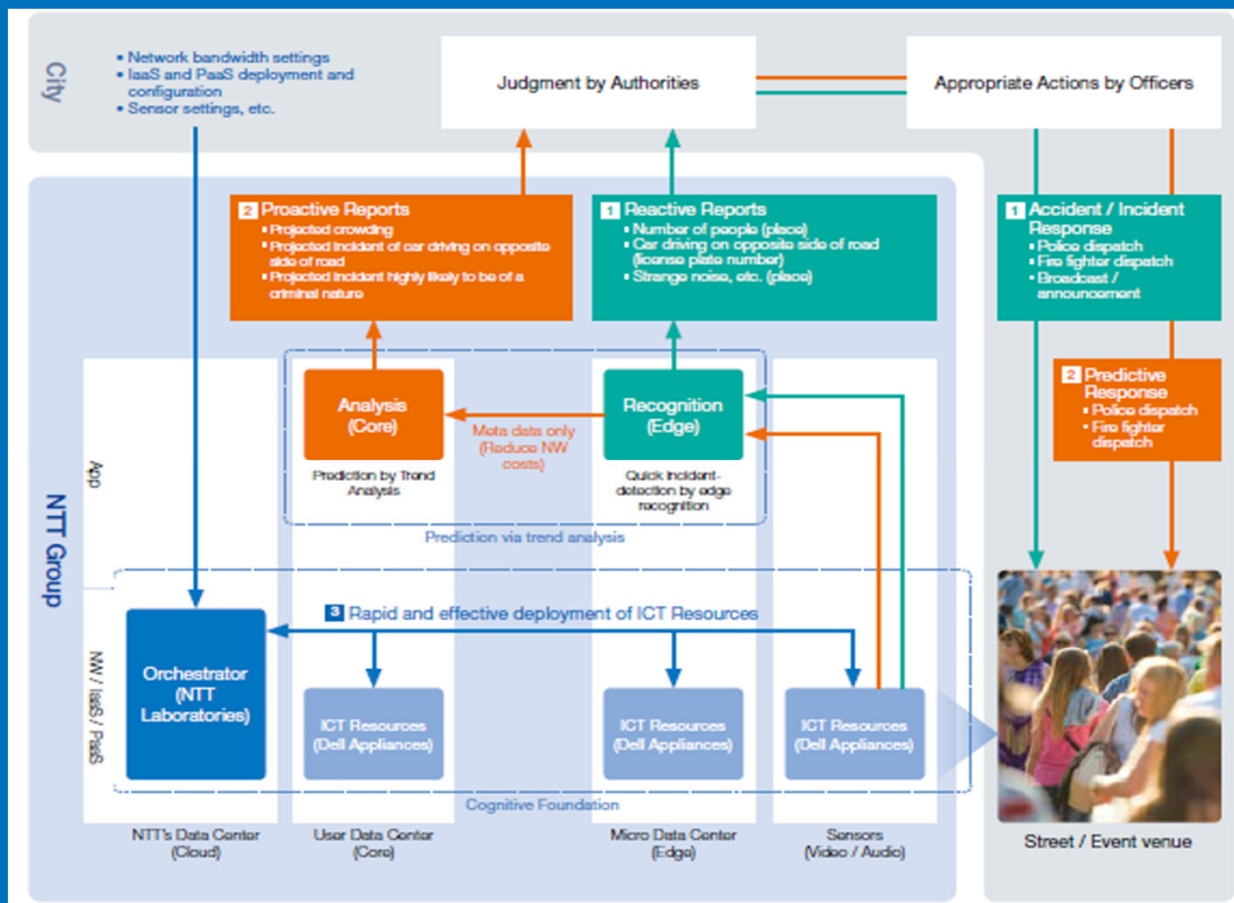 City
• Network bandwidth settings
• IaaS and PaaS deployment and
configuration
• Sensor settings, etc.
Judgment by Authorities
Appropriate Actions by Officers
2 Proactive Reports
▪ Projected crowding
▪ Projected incident of car driving on opposite
side of road
▪ Projected incident highly likely to be of a
criminal nature
1 Reactive Reports
▪ Number of people (place)
▪ Car driving on opposite side of road
(license plate number)
▪ Strange noise, etc. (place)
1 Accident / Incident
Response
▪ Police dispatch
▪ Fire fighter dispatch
▪ Broadcast /
announcement
2 Predictive
Response
▪ Police dispatch
▪ Fire fighter
dispatch
NTT Group
App
Analysis
(Core)
Meta data only
(Reduce NW
costs)
Recognition
(Edge)
Prediction by Trend
Analysis
Quick incident-
detection by edge
recognition
Prediction via trend analysis
NW / IaaS / PaaS
3 Rapid and effective deployment of ICT Resources
Orchestrator
(NTT
Laboratories)
ICT Resources
(Dell Appliances)
ICT Resources
(Dell Appliances)
ICT Resources
(Dell Appliances)
Cognitive Foundation
NTT's Data Center
(Cloud)
User Data Center
(Core)
Micro Data Center
(Edge)
Sensors
(Video / Audio)
Street / Event venue